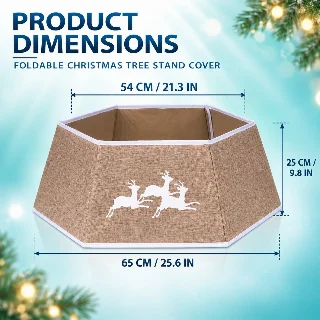 PRODUCT
DIMENSIONS
FOLDABLE CHRISTMAS TREE STAND COVER
54 CM / 21.3 IN
25 CM
/ 9.8 IN
65 CM / 25.6 IN